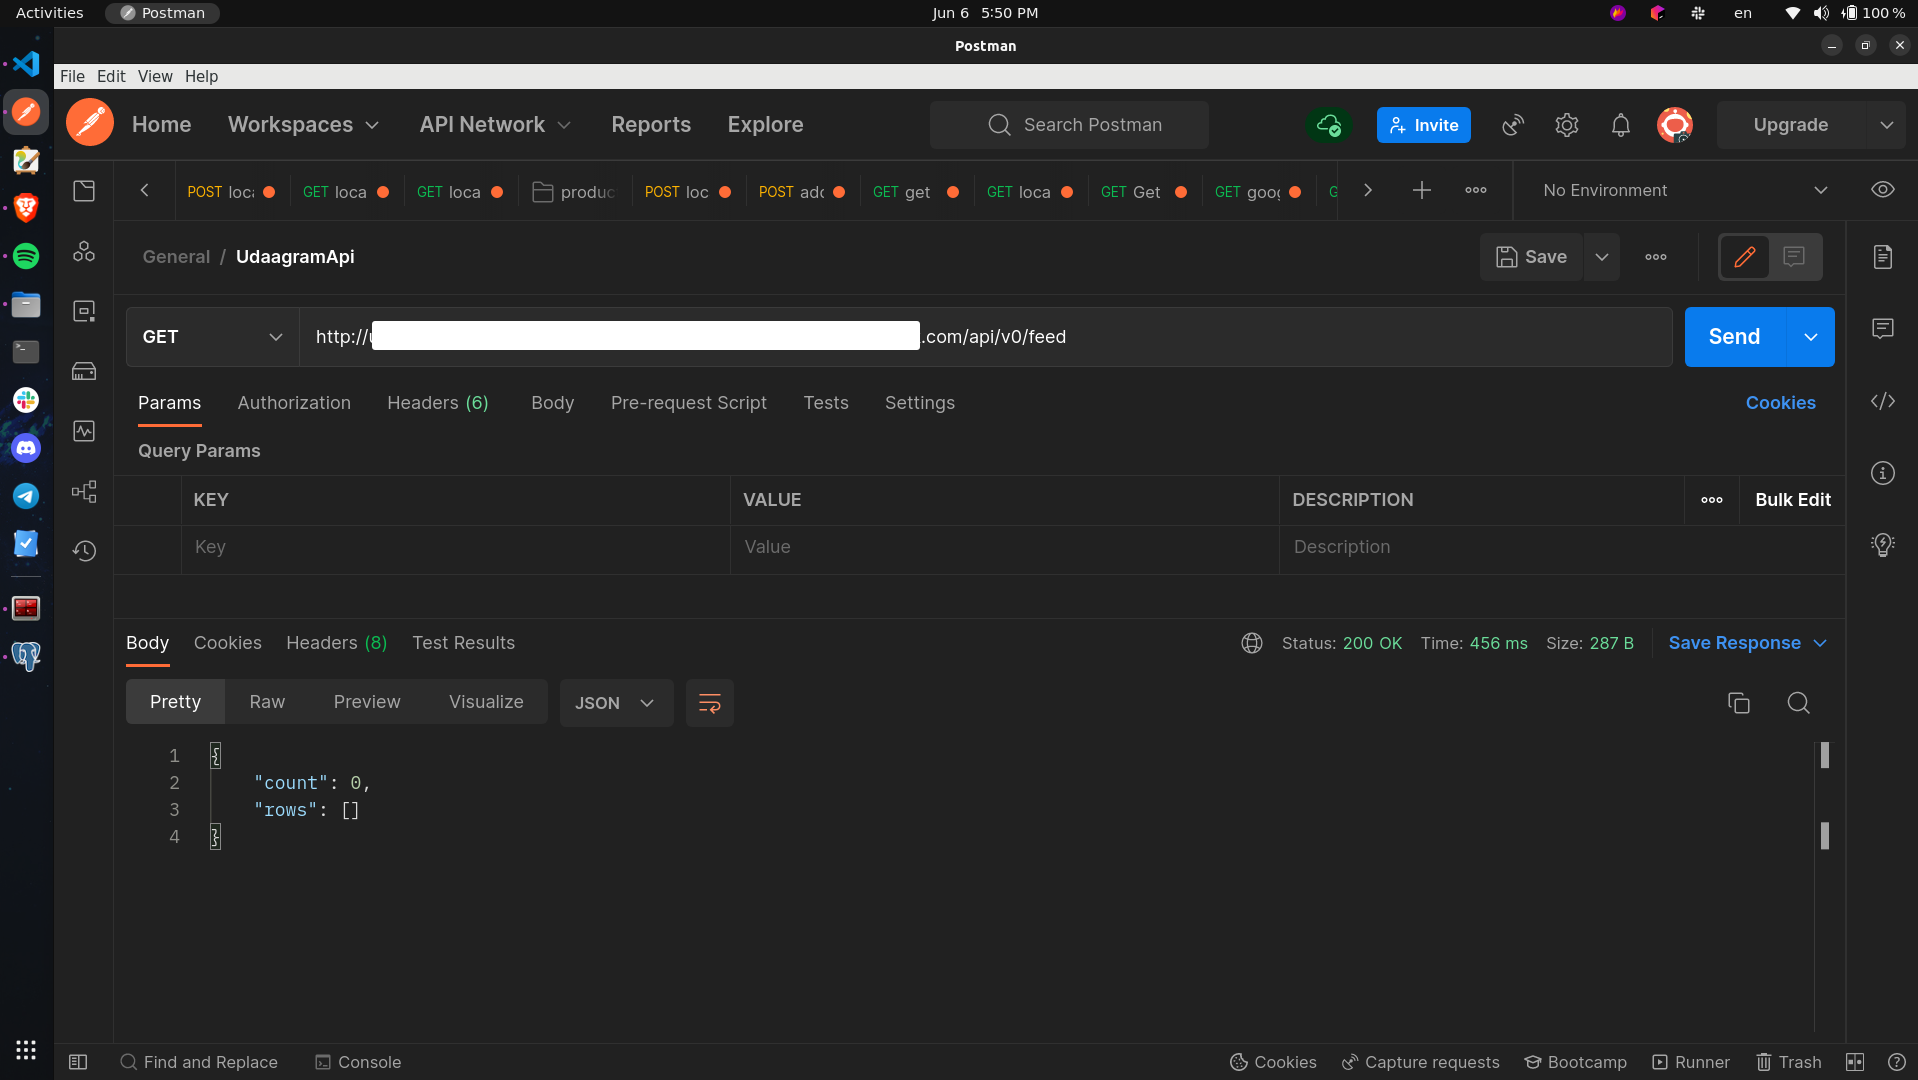 Activities Postman Jun 6 5:50 PM en 100 %
Postman
File Edit View Help
Home Workspaces API Network Reports Explore Search Postman Invite Upgrade
POST loc GET loca GET loca produc POST loc POST adc GET get GET loca GET Get GET goog No Environment
General / UdaagramApi Save
GET http:// .com/api/v0/feed Send
Params Authorization Headers (6) Body Pre-request Script Tests Settings Cookies
Query Params
KEY VALUE DESCRIPTION Bulk Edit
Key Value Description
Body Cookies Headers (8) Test Results Status: 200 OK Time: 456 ms Size: 287 B Save Response
Pretty Raw Preview Visualize JSON
1 {
2 "count": 0,
3 "rows": []
4 }
Find and Replace Console Cookies Capture requests Bootcamp Runner Trash